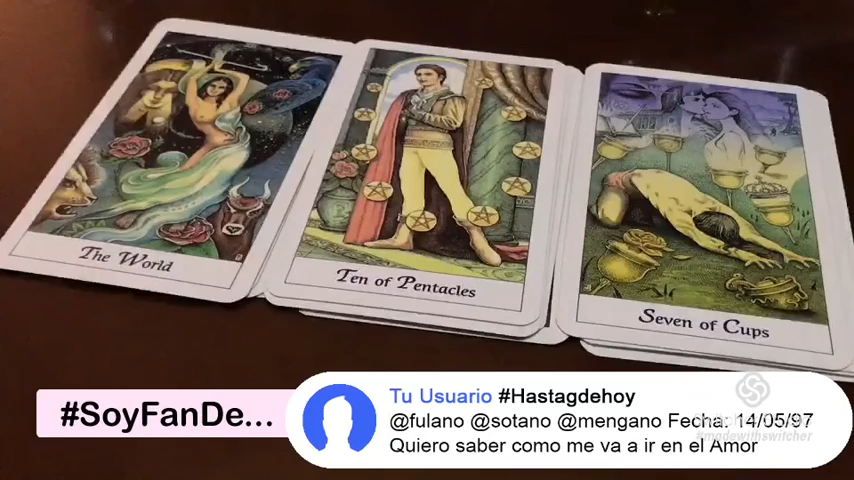 The World
Ten of Pentacles
Seven of Cups
#SoyFanDe...
Tu Usuario #Hastagdehoy
@fulano @sotano @mengano Fecha: 14/05/97
Quiero saber como me va a ir en el Amor
#madewithswitcher